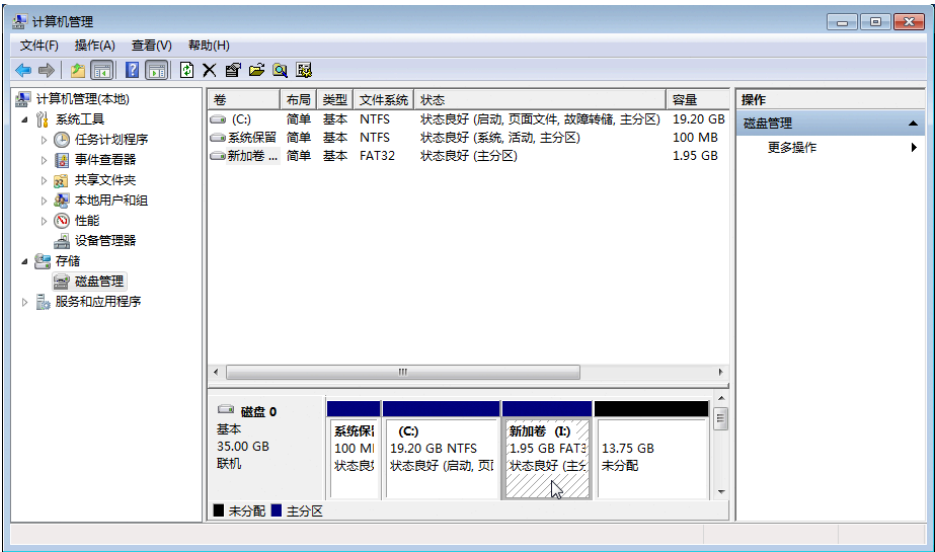 计算机管理
文件(F) 操作(A) 查看(V) 帮助(H)
计算机管理(本地)
系统工具
任务计划程序
事件查看器
共享文件夹
本地用户和组
性能
设备管理器
存储
磁盘管理
服务和应用程序
卷 布局 类型 文件系统 状态 容量
(C:) 简单 基本 NTFS 状态良好 (启动, 页面文件, 故障转储, 主分区) 19.20 GB
系统保留 简单 基本 NTFS 状态良好 (系统, 活动, 主分区) 100 MB
新加卷 ... 简单 基本 FAT32 状态良好 (主分区) 1.95 GB
操作
磁盘管理
更多操作
磁盘 0
基本
35.00 GB
联机
系统保
100 M
状态良
(C:)
19.20 GB NTFS
状态良好 (启动, 页
新加卷 (I:)
1.95 GB FAT3
状态良好 (主分
13.75 GB
未分配
未分配 主分区